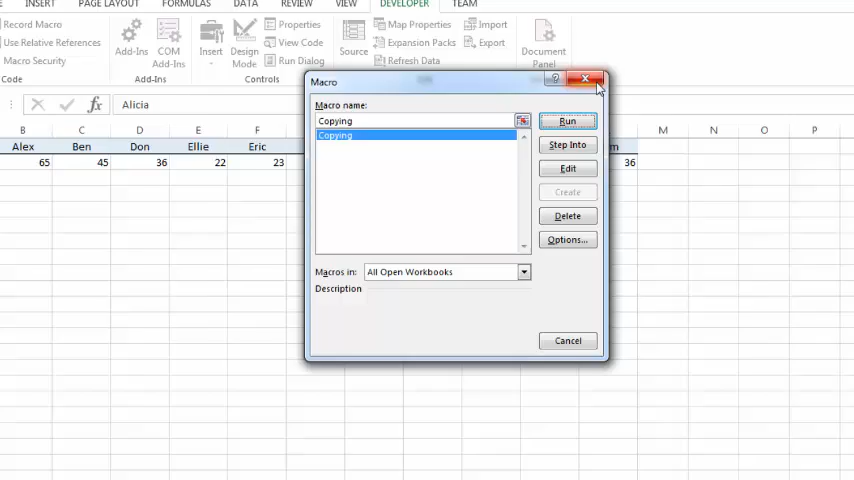 INSERT PAGE LAYOUT FORMULAS DATA REVIEW VIEW DEVELOPER TEAM
Record Macro
Use Relative References
Macro Security
Code
Add-Ins
COM
Add-Ins
Insert
Design
Mode
Properties
View Code
Run Dialog
Controls
Source
Map Properties
Expansion Packs
Refresh Data
Import
Export
Document
Panel
fx Alicia
B C D E F M N O P
Alex Ben Don Ellie Eric
65 45 36 22 23 36
Macro
?
Macro name:
Copying
Copying
Run
Step Into
Edit
Create
Delete
Options...
Macros in: All Open Workbooks
Description
Cancel